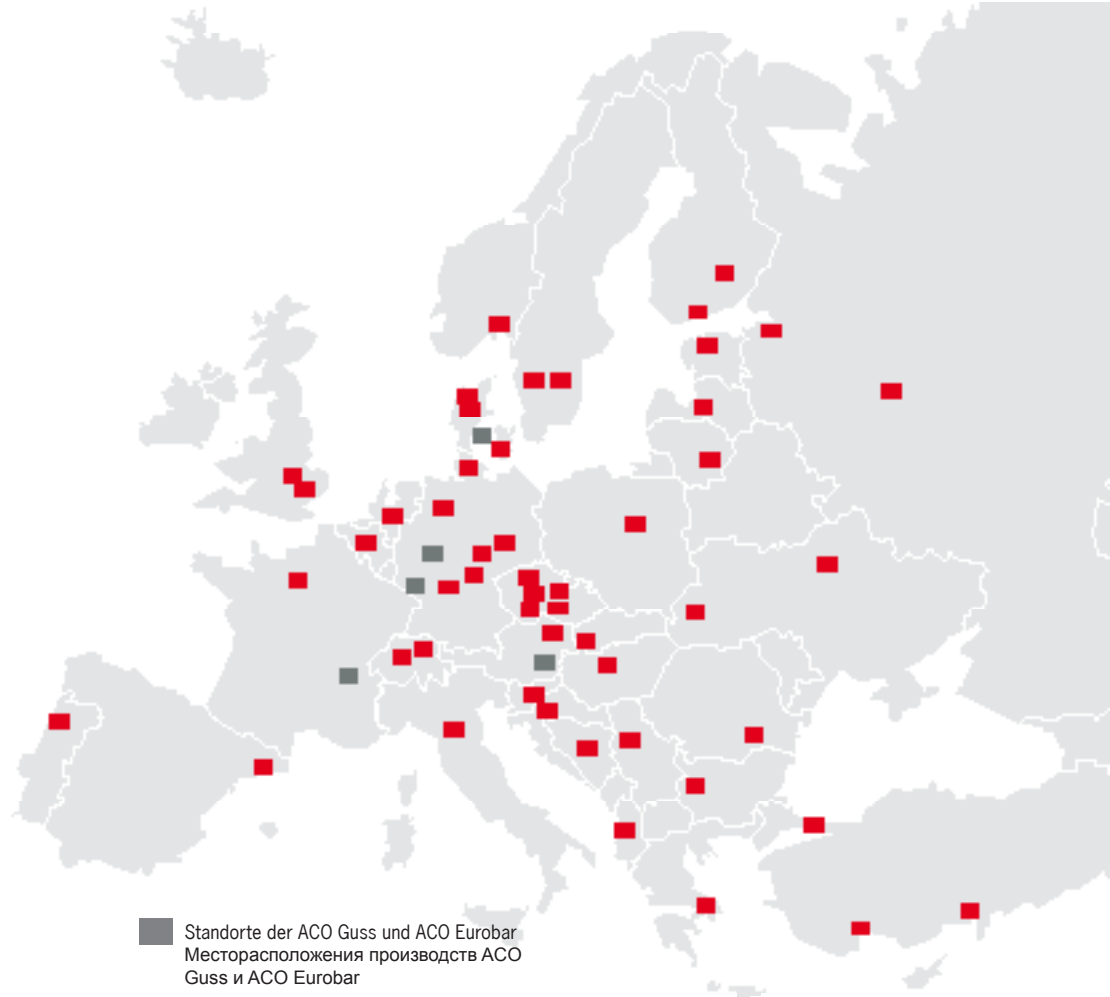 Standorte der ACO Guss und ACO Eurobar
Месторасположения производств ACO
Guss и ACO Eurobar